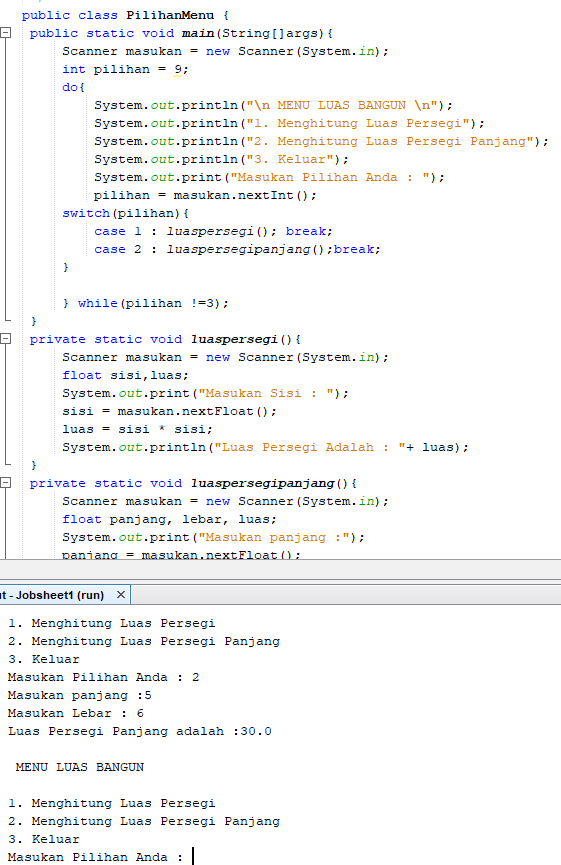 public class PilihanMenu {
public static void main(String[]args){
Scanner masukan = new Scanner(System.in);
int pilihan = 9;
do{
System.out.println("\n MENU LUAS BANGUN \n");
System.out.println("1. Menghitung Luas Persegi");
System.out.println("2. Menghitung Luas Persegi Panjang");
System.out.println("3. Keluar");
System.out.print("Masukan Pilihan Anda : ");
pilihan = masukan.nextInt();
switch(pilihan){
case 1 : luaspersegi(); break;
case 2 : luaspersegipanjang();break;
}
} while(pilihan !=3);
}
private static void luaspersegi(){
Scanner masukan = new Scanner(System.in);
float sisi,luas;
System.out.print("Masukan Sisi : ");
sisi = masukan.nextFloat();
luas = sisi * sisi;
System.out.println("Luas Persegi Adalah : "+ luas);
}
private static void luaspersegipanjang(){
Scanner masukan = new Scanner(System.in);
float panjang, lebar, luas;
System.out.print("Masukan panjang :");
panjang = masukan.nextFloat();
ut - Jobsheet1 (run) ×
1. Menghitung Luas Persegi
2. Menghitung Luas Persegi Panjang
3. Keluar
Masukan Pilihan Anda : 2
Masukan panjang :5
Masukan Lebar : 6
Luas Persegi Panjang adalah :30.0
MENU LUAS BANGUN
1. Menghitung Luas Persegi
2. Menghitung Luas Persegi Panjang
3. Keluar
Masukan Pilihan Anda :